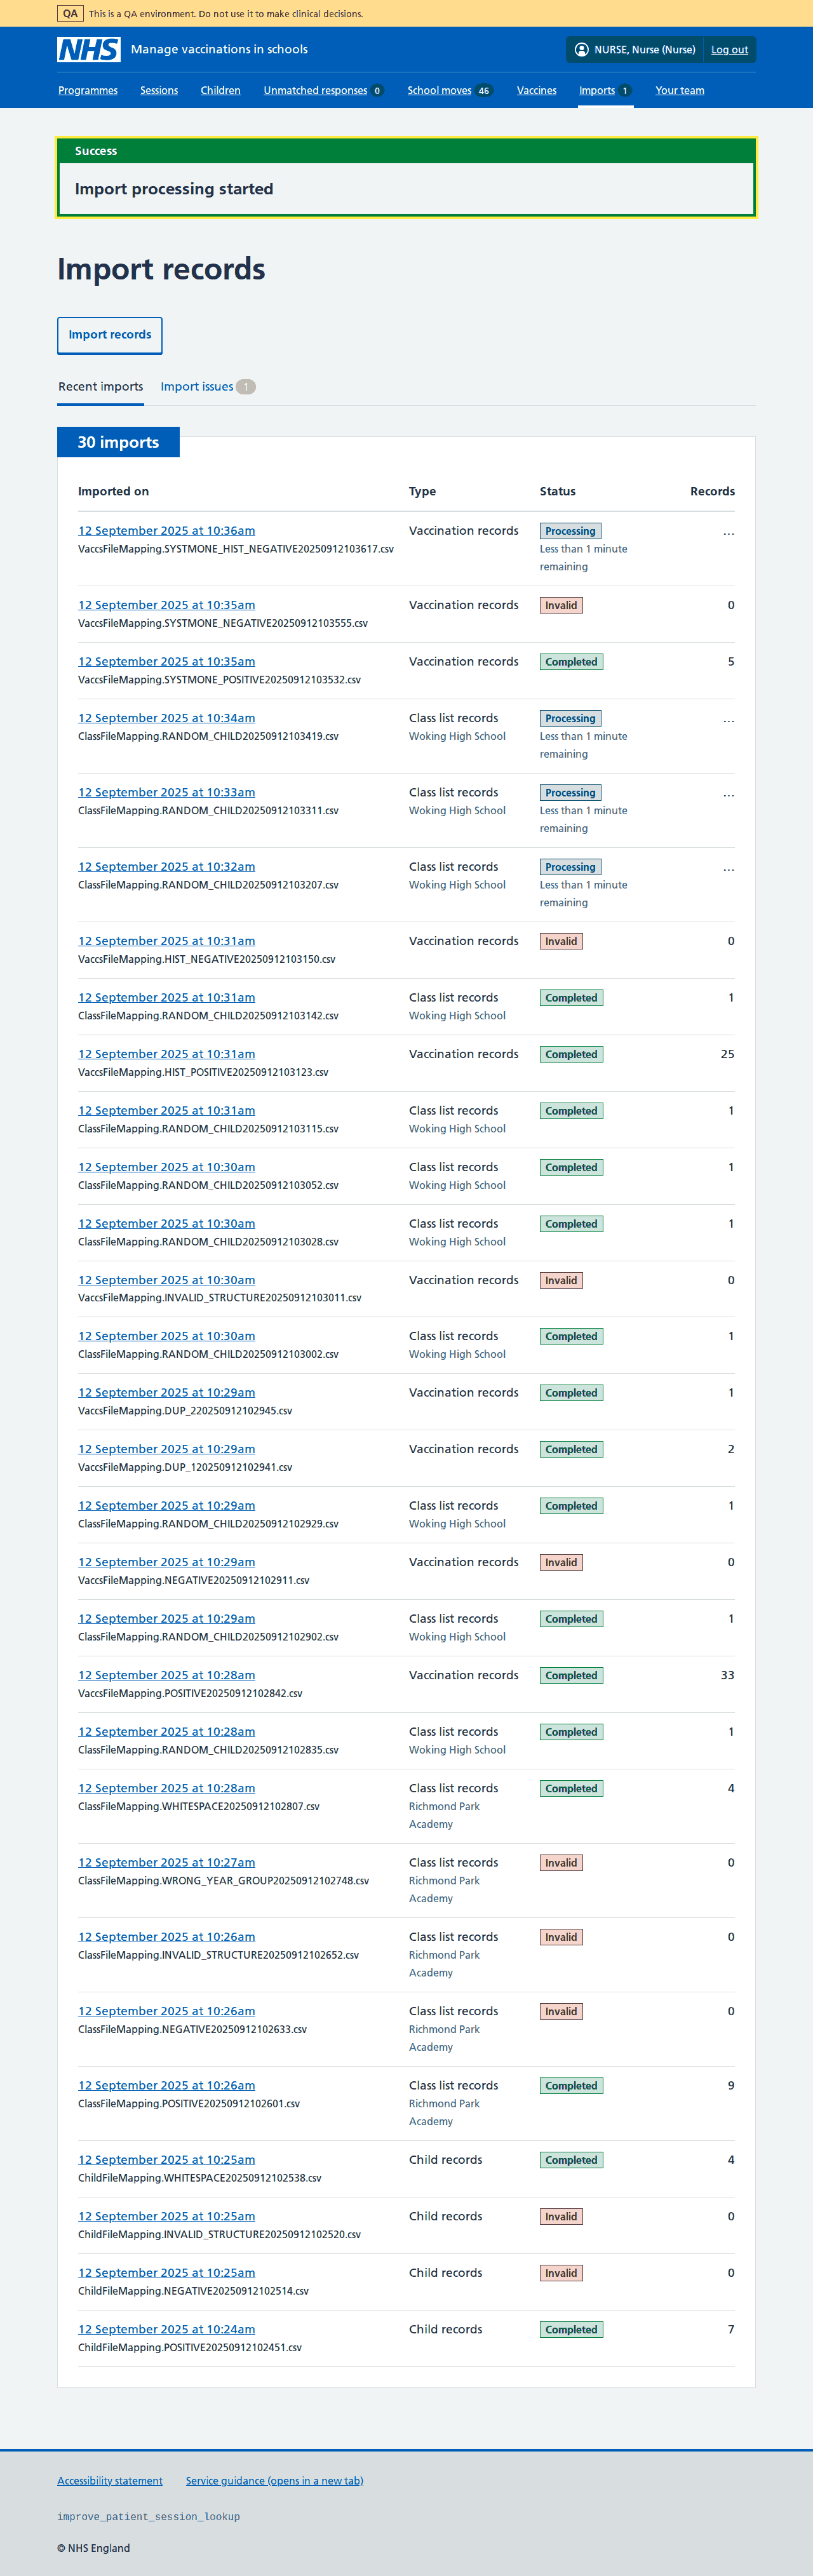 QA This is a QA environment. Do not use it to make clinical decisions.
NHS Manage vaccinations in schools NURSE, Nurse (Nurse) Log out
Programmes Sessions Children Unmatched responses 0 School moves 46 Vaccines Imports 1 Your team
Success
Import processing started
Import records
Import records
Recent imports Import issues 1
30 imports
Imported on Type Status Records
12 September 2025 at 10:36am Vaccination records Processing ...
VaccsFileMapping.SYSTMONE_HIST_NEGATIVE20250912103617.csv Less than 1 minute
remaining
12 September 2025 at 10:35am Vaccination records Invalid 0
VaccsFileMapping.SYSTMONE_NEGATIVE20250912103555.csv
12 September 2025 at 10:35am Vaccination records Completed 5
VaccsFileMapping.SYSTMONE_POSITIVE20250912103532.csv
12 September 2025 at 10:34am Class list records Processing ...
ClassFileMapping.RANDOM_CHILD20250912103419.csv Woking High School Less than 1 minute
remaining
12 September 2025 at 10:33am Class list records Processing ...
ClassFileMapping.RANDOM_CHILD20250912103311.csv Woking High School Less than 1 minute
remaining
12 September 2025 at 10:32am Class list records Processing ...
ClassFileMapping.RANDOM_CHILD20250912103207.csv Woking High School Less than 1 minute
remaining
12 September 2025 at 10:31am Vaccination records Invalid 0
VaccsFileMapping.HIST_NEGATIVE20250912103150.csv
12 September 2025 at 10:31am Class list records Completed 1
ClassFileMapping.RANDOM_CHILD20250912103142.csv Woking High School
12 September 2025 at 10:31am Vaccination records Completed 25
VaccsFileMapping.HIST_POSITIVE20250912103123.csv
12 September 2025 at 10:31am Class list records Completed 1
ClassFileMapping.RANDOM_CHILD20250912103115.csv Woking High School
12 September 2025 at 10:30am Class list records Completed 1
ClassFileMapping.RANDOM_CHILD20250912103052.csv Woking High School
12 September 2025 at 10:30am Class list records Completed 1
ClassFileMapping.RANDOM_CHILD20250912103028.csv Woking High School
12 September 2025 at 10:30am Vaccination records Invalid 0
VaccsFileMapping.INVALID_STRUCTURE20250912103011.csv
12 September 2025 at 10:30am Class list records Completed 1
ClassFileMapping.RANDOM_CHILD20250912103002.csv Woking High School
12 September 2025 at 10:29am Vaccination records Completed 1
VaccsFileMapping.DUP_220250912102945.csv
12 September 2025 at 10:29am Vaccination records Completed 2
VaccsFileMapping.DUP_120250912102941.csv
12 September 2025 at 10:29am Class list records Completed 1
ClassFileMapping.RANDOM_CHILD20250912102929.csv Woking High School
12 September 2025 at 10:29am Vaccination records Invalid 0
VaccsFileMapping.NEGATIVE20250912102911.csv
12 September 2025 at 10:29am Class list records Completed 1
ClassFileMapping.RANDOM_CHILD20250912102902.csv Woking High School
12 September 2025 at 10:28am Vaccination records Completed 33
VaccsFileMapping.POSITIVE20250912102842.csv
12 September 2025 at 10:28am Class list records Completed 1
ClassFileMapping.RANDOM_CHILD20250912102835.csv Woking High School
12 September 2025 at 10:28am Class list records Completed 4
ClassFileMapping.WHITESPACE20250912102807.csv Richmond Park
Academy
12 September 2025 at 10:27am Class list records Invalid 0
ClassFileMapping.WRONG_YEAR_GROUP20250912102748.csv Richmond Park
Academy
12 September 2025 at 10:26am Class list records Invalid 0
ClassFileMapping.INVALID_STRUCTURE20250912102652.csv Richmond Park
Academy
12 September 2025 at 10:26am Class list records Invalid 0
ClassFileMapping.NEGATIVE20250912102633.csv Richmond Park
Academy
12 September 2025 at 10:26am Class list records Completed 9
ClassFileMapping.POSITIVE20250912102601.csv Richmond Park
Academy
12 September 2025 at 10:25am Child records Completed 4
ChildFileMapping.WHITESPACE20250912102538.csv
12 September 2025 at 10:25am Child records Invalid 0
ChildFileMapping.INVALID_STRUCTURE20250912102520.csv
12 September 2025 at 10:25am Child records Invalid 0
ChildFileMapping.NEGATIVE20250912102514.csv
12 September 2025 at 10:24am Child records Completed 7
ChildFileMapping.POSITIVE20250912102451.csv
Accessibility statement Service guidance (opens in a new tab)
improve_patient_session_lookup
© NHS England